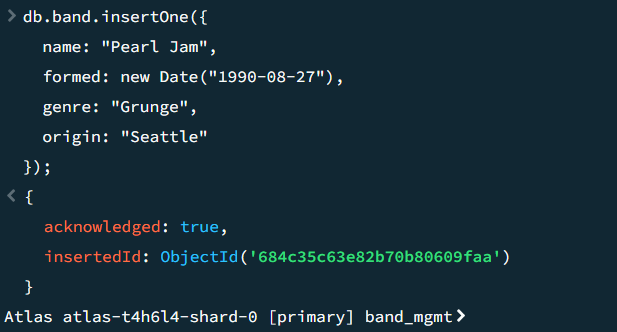 > db.band.insertOne({
name: "Pearl Jam",
formed: new Date("1990-08-27"),
genre: "Grunge",
origin: "Seattle"
});
< {
acknowledged: true,
insertedId: ObjectId('684c35c63e82b70b80609faa')
}
Atlas atlas-t4h6l4-shard-0 [primary] band_mgmt>